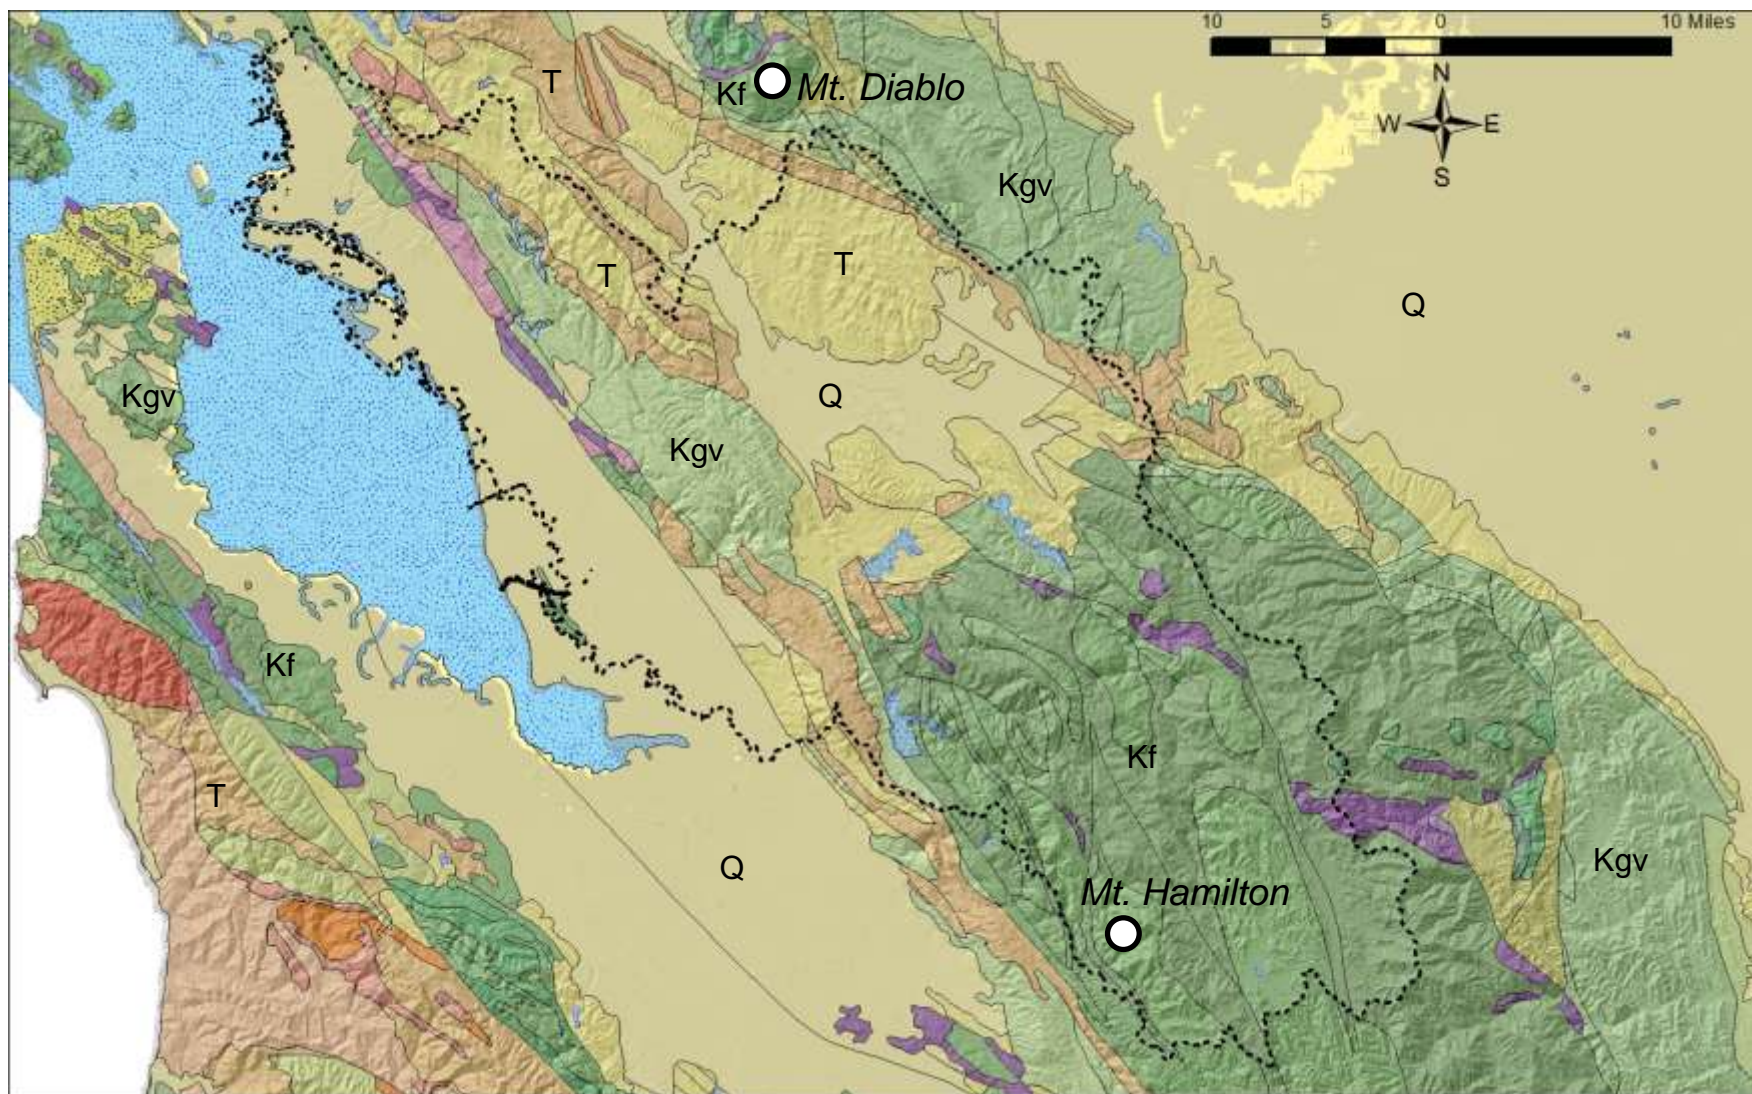 10 5 0 10 Miles
N
W E
S
T
Kf
Mt. Diablo
Kgv
T
T
Q
Q
Kgv
Kgv
Kf
Kf
T
Q
Kgv
Mt. Hamilton